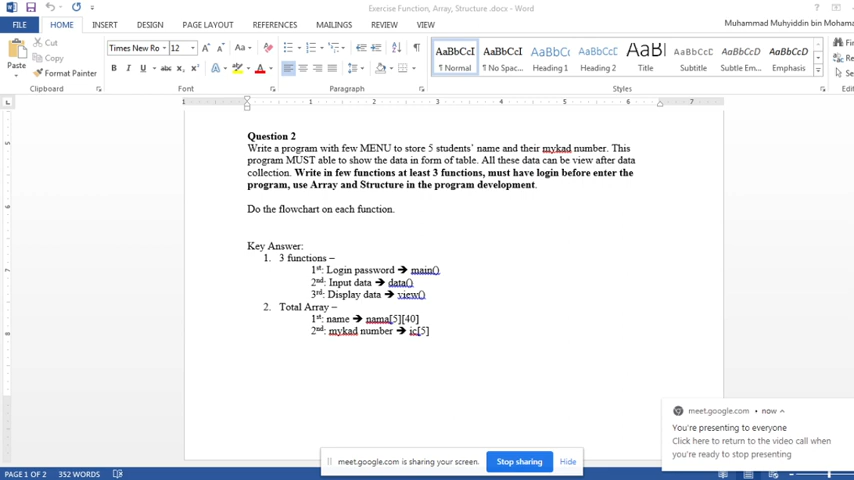 Exercise Function, Array, Structure .docx - Word
FILE HOME INSERT DESIGN PAGE LAYOUT REFERENCES MAILINGS REVIEW VIEW
Muhammad Muhyiddin bin Mohama
Paste
Cut
Copy
Format Painter
Clipboard
Times New Ro 12
Font
Paragraph
AaBbCcI AaBbCcI AaBbCc AaBbCc AaBl AaBbCcD AaBbCcD AaBbCcD
¶ Normal ¶ No Spac... Heading 1 Heading 2 Title Subtitle Subtle Em... Emphasis
Styles
Question 2
Write a program with few MENU to store 5 students’ name and their mykad number. This
program MUST able to show the data in form of table. All these data can be view after data
collection. Write in few functions at least 3 functions, must have login before enter the
program, use Array and Structure in the program development.
Do the flowchart on each function.
Key Answer:
1. 3 functions –
1st: Login password ➔ main()
2nd: Input data ➔ data()
3rd: Display data ➔ view()
2. Total Array –
1st: name ➔ nama[5][40]
2nd: mykad number ➔ ic[5]
meet.google.com • now
You're presenting to everyone
Click here to return to the video call when
you're ready to stop presenting
meet.google.com is sharing your screen. Stop sharing Hide
PAGE 1 OF 2 352 WORDS